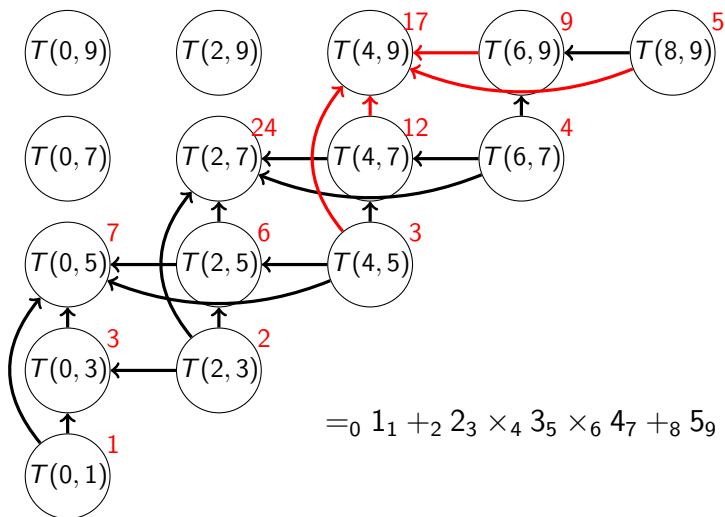 17 9 5
T(0, 9) T(2, 9) T(4, 9) T(6, 9) T(8, 9)
24 12 4
T(0, 7) T(2, 7) T(4, 7) T(6, 7)
7 6 3
T(0, 5) T(2, 5) T(4, 5)
3 2
T(0, 3) T(2, 3)
=₀ 1₁ +₂ 2₃ ×₄ 3₅ ×₆ 4₇ +₈ 5₉
1
T(0, 1)